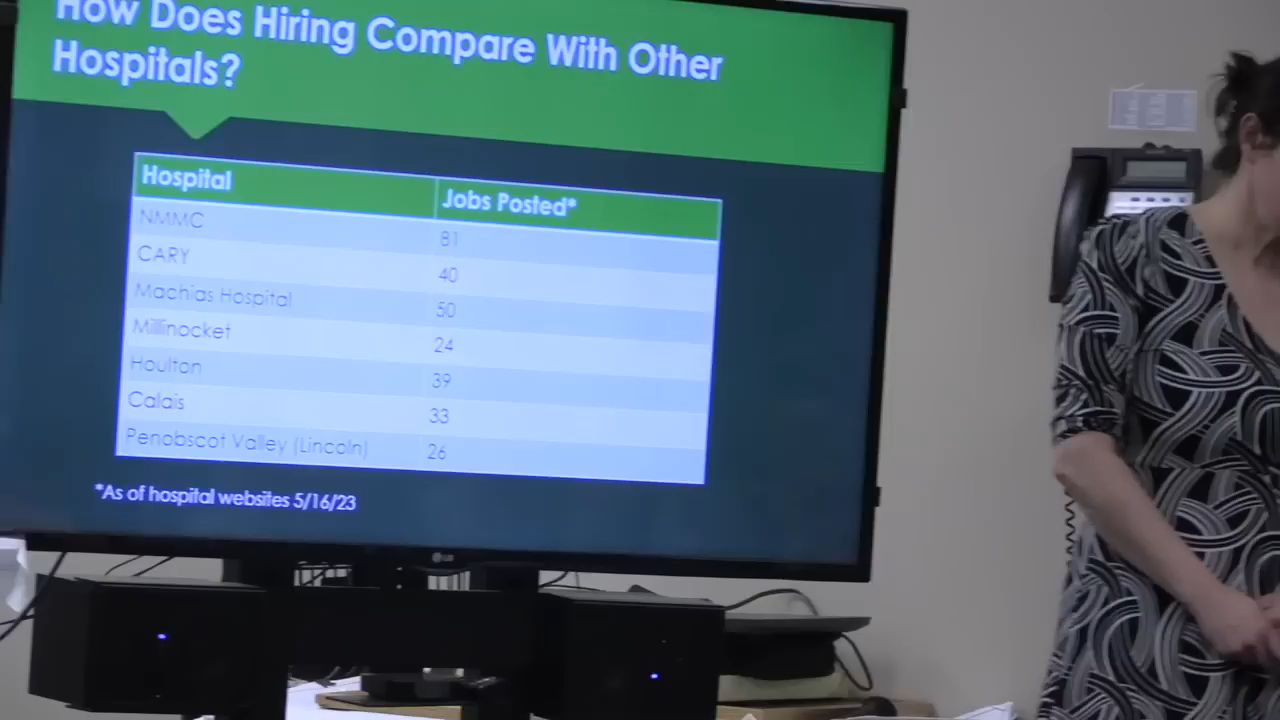 How Does Hiring Compare With Other
Hospitals?
Hospital Jobs Posted*
NMMC 81
CARY 40
Machias Hospital 50
Millinocket 24
Houlton 39
Calais 33
Penobscot Valley (Lincoln) 26
*As of hospital websites 5/16/23
LG